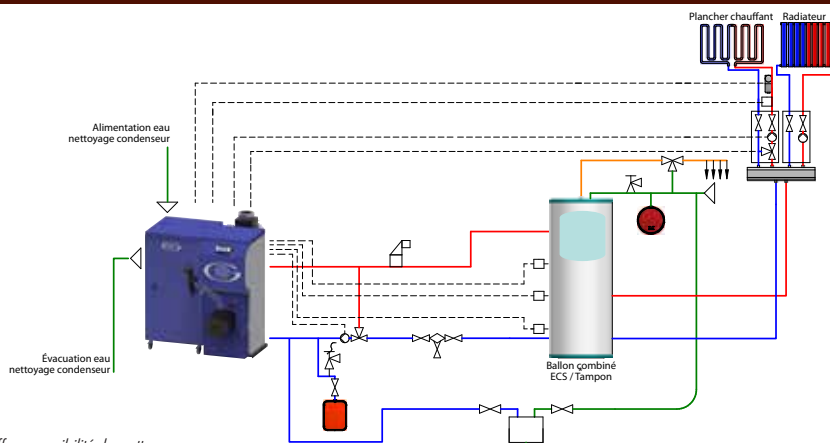 Plancher chauffant
Radiateur
Alimentation eau
nettoyage condenseur
Évacuation eau
nettoyage condenseur
Ballon combiné
ECS / Tampon